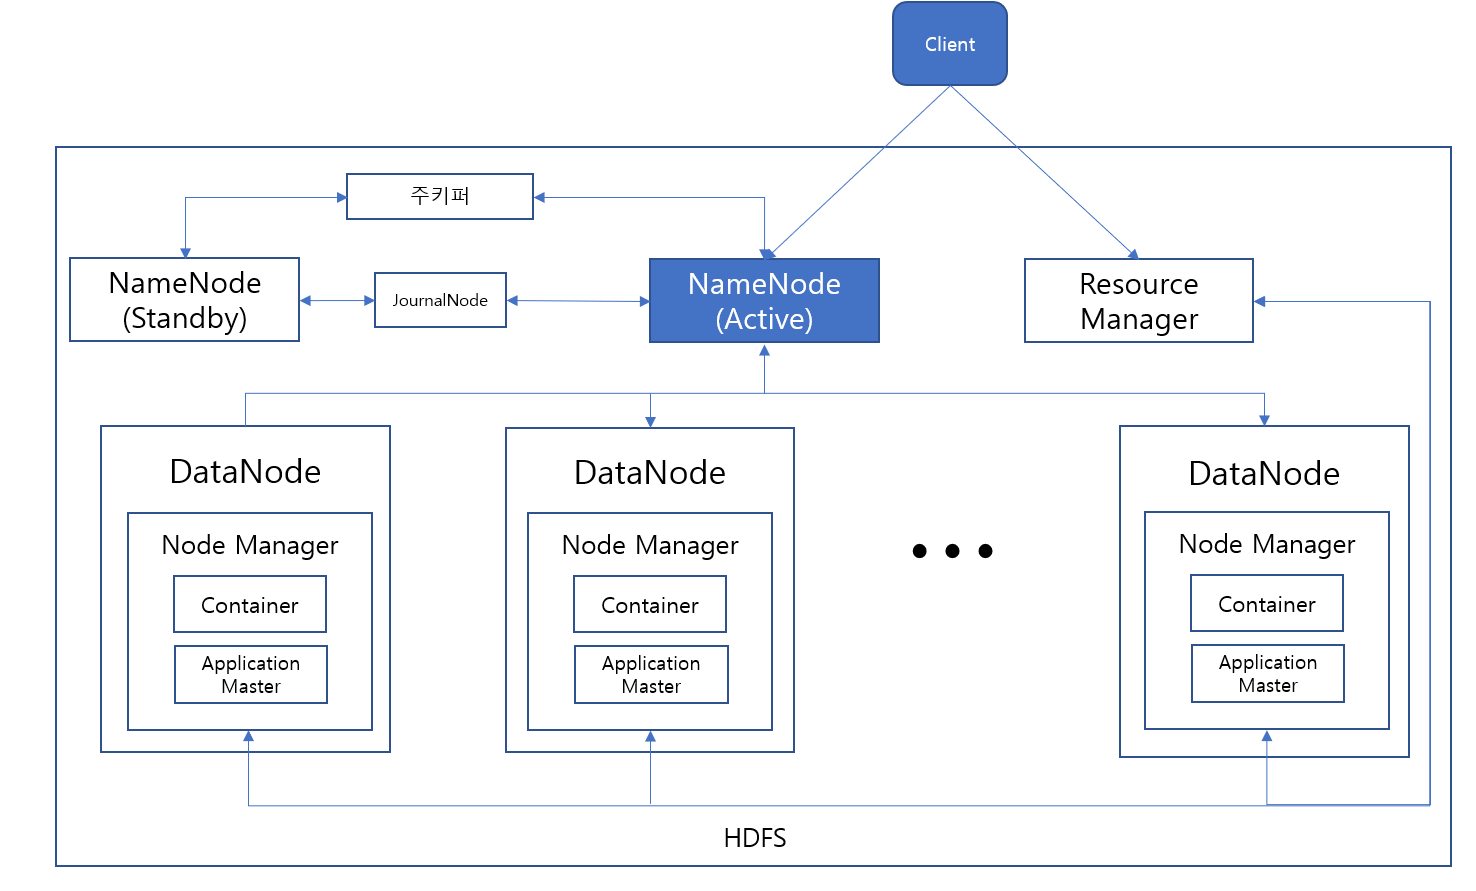 Client
주키퍼
NameNode
(Standby)
JournalNode
NameNode
(Active)
Resource
Manager
DataNode
Node Manager
Container
Application
Master
DataNode
Node Manager
Container
Application
Master
DataNode
Node Manager
Container
Application
Master
HDFS